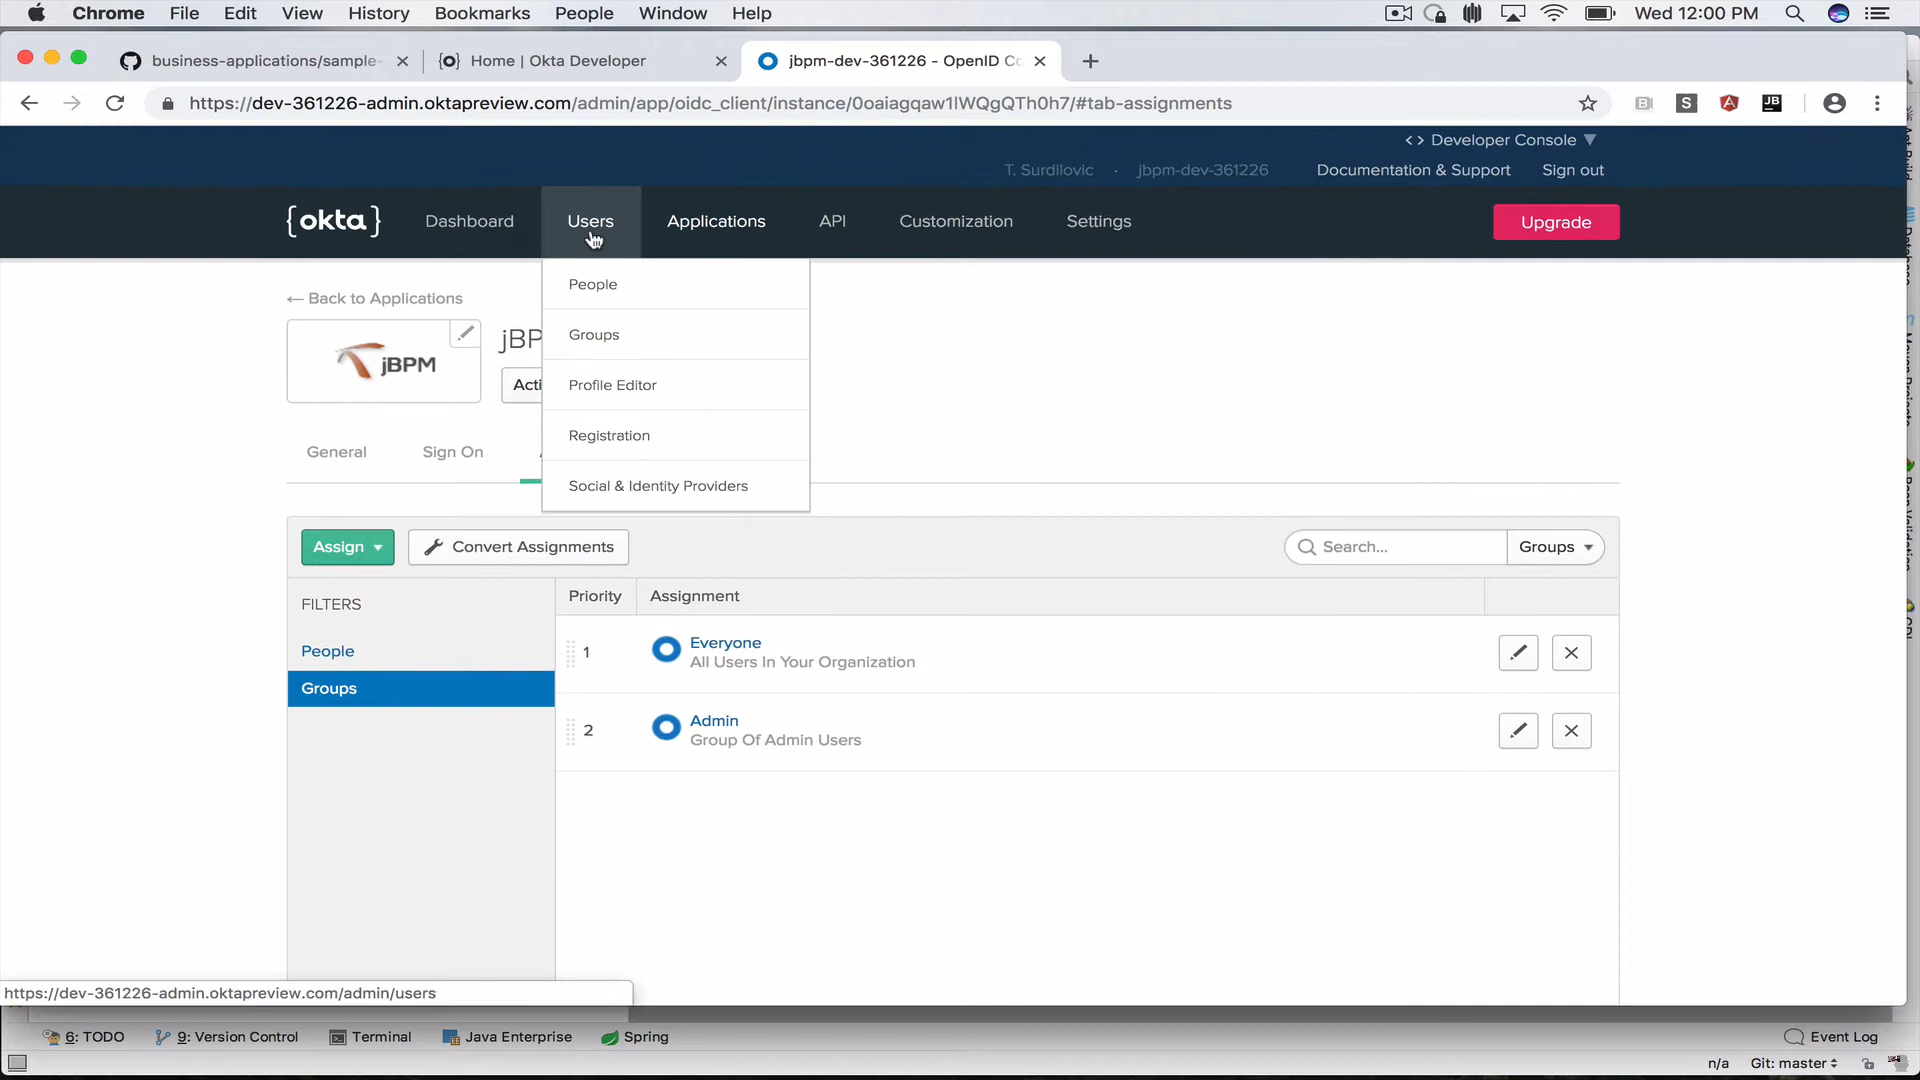 Chrome File Edit View History Bookmarks People Window Help Wed 12:00 PM
business-applications/sample- Home | Okta Developer jbpm-dev-361226 - OpenID Co
https://dev-361226-admin.oktapreview.com/admin/app/oidc_client/instance/0oaiagqaw1lWQgQTh0h7/#tab-assignments
S JB
<> Developer Console
T. Surdilovic · jbpm-dev-361226 Documentation & Support Sign out
{okta} Dashboard Users Applications API Customization Settings Upgrade
People
← Back to Applications
Groups
jBPM
jBP
Profile Editor
Acti
Registration
General Sign On
Social & Identity Providers
Assign Convert Assignments Search... Groups
FILTERS Priority Assignment
People
Groups
1 Everyone
All Users In Your Organization
2 Admin
Group Of Admin Users
https://dev-361226-admin.oktapreview.com/admin/users
6: TODO 9: Version Control Terminal Java Enterprise Spring Event Log
n/a Git: master